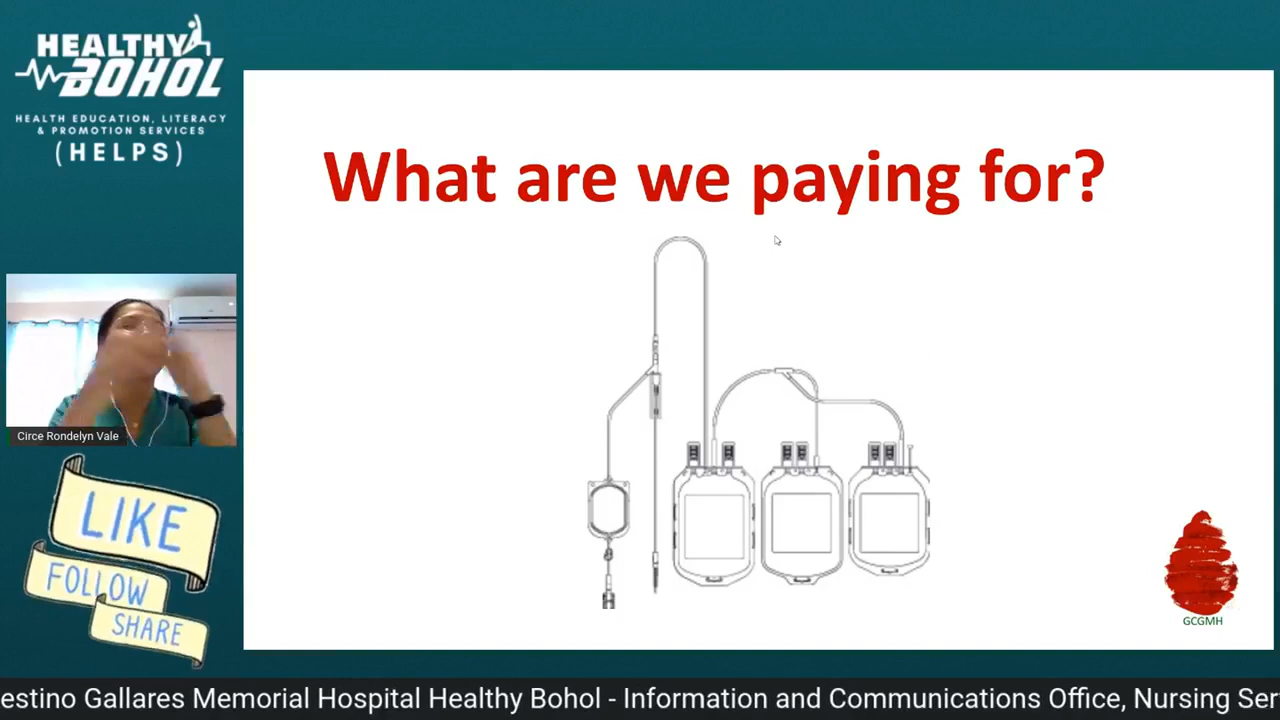 HEALTHY
BOHOL
HEALTH EDUCATION, LITERACY
& PROMOTION SERVICES
(HELPS)
What are we paying for?
Circe Rondelyn Vale
LIKE
FOLLOW
SHARE
GCGMH
estino Gallares Memorial Hospital Healthy Bohol - Information and Communications Office, Nursing Ser